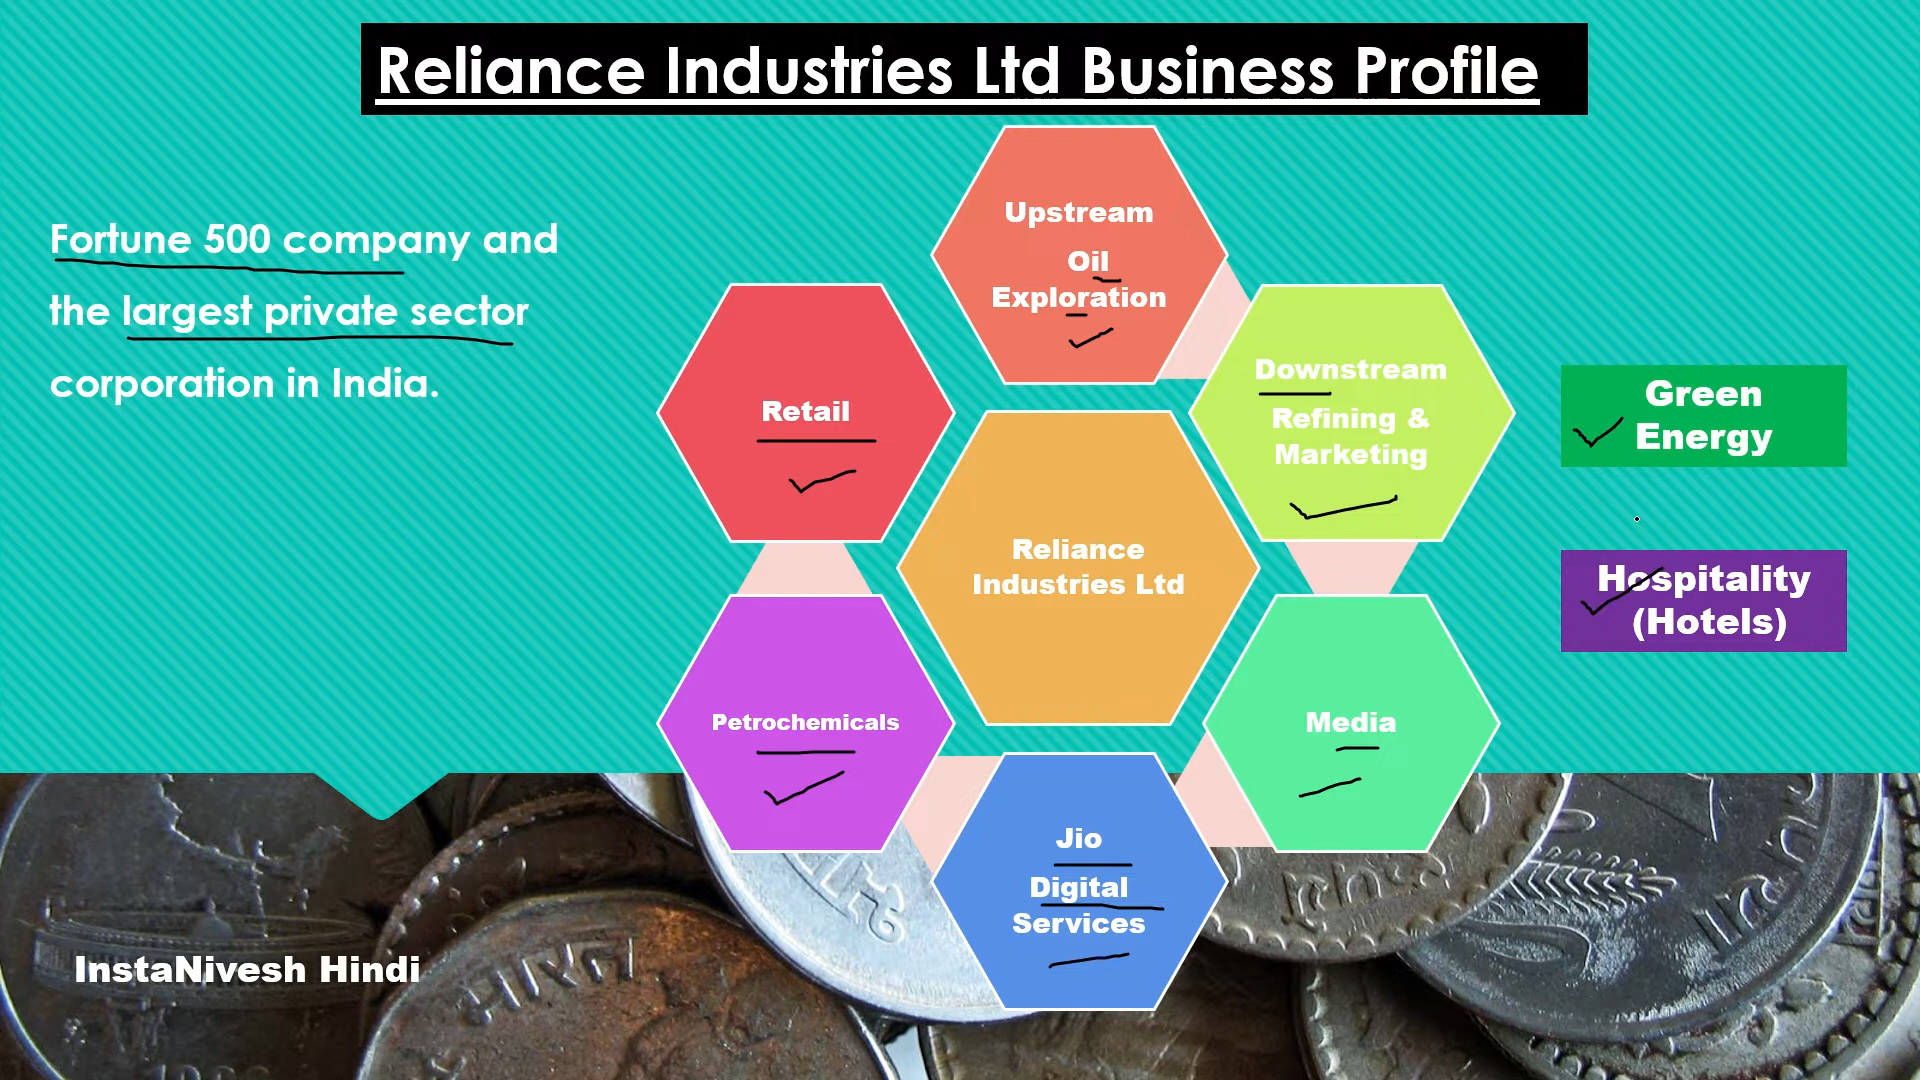 Reliance Industries Ltd Business Profile
Fortune 500 company and
the largest private sector
corporation in India.
Upstream
Oil
Exploration
Downstream
Refining &
Marketing
Retail
Reliance
Industries Ltd
Petrochemicals
Media
Jio
Digital
Services
Green
Energy
Hospitality
(Hotels)
InstaNivesh Hindi